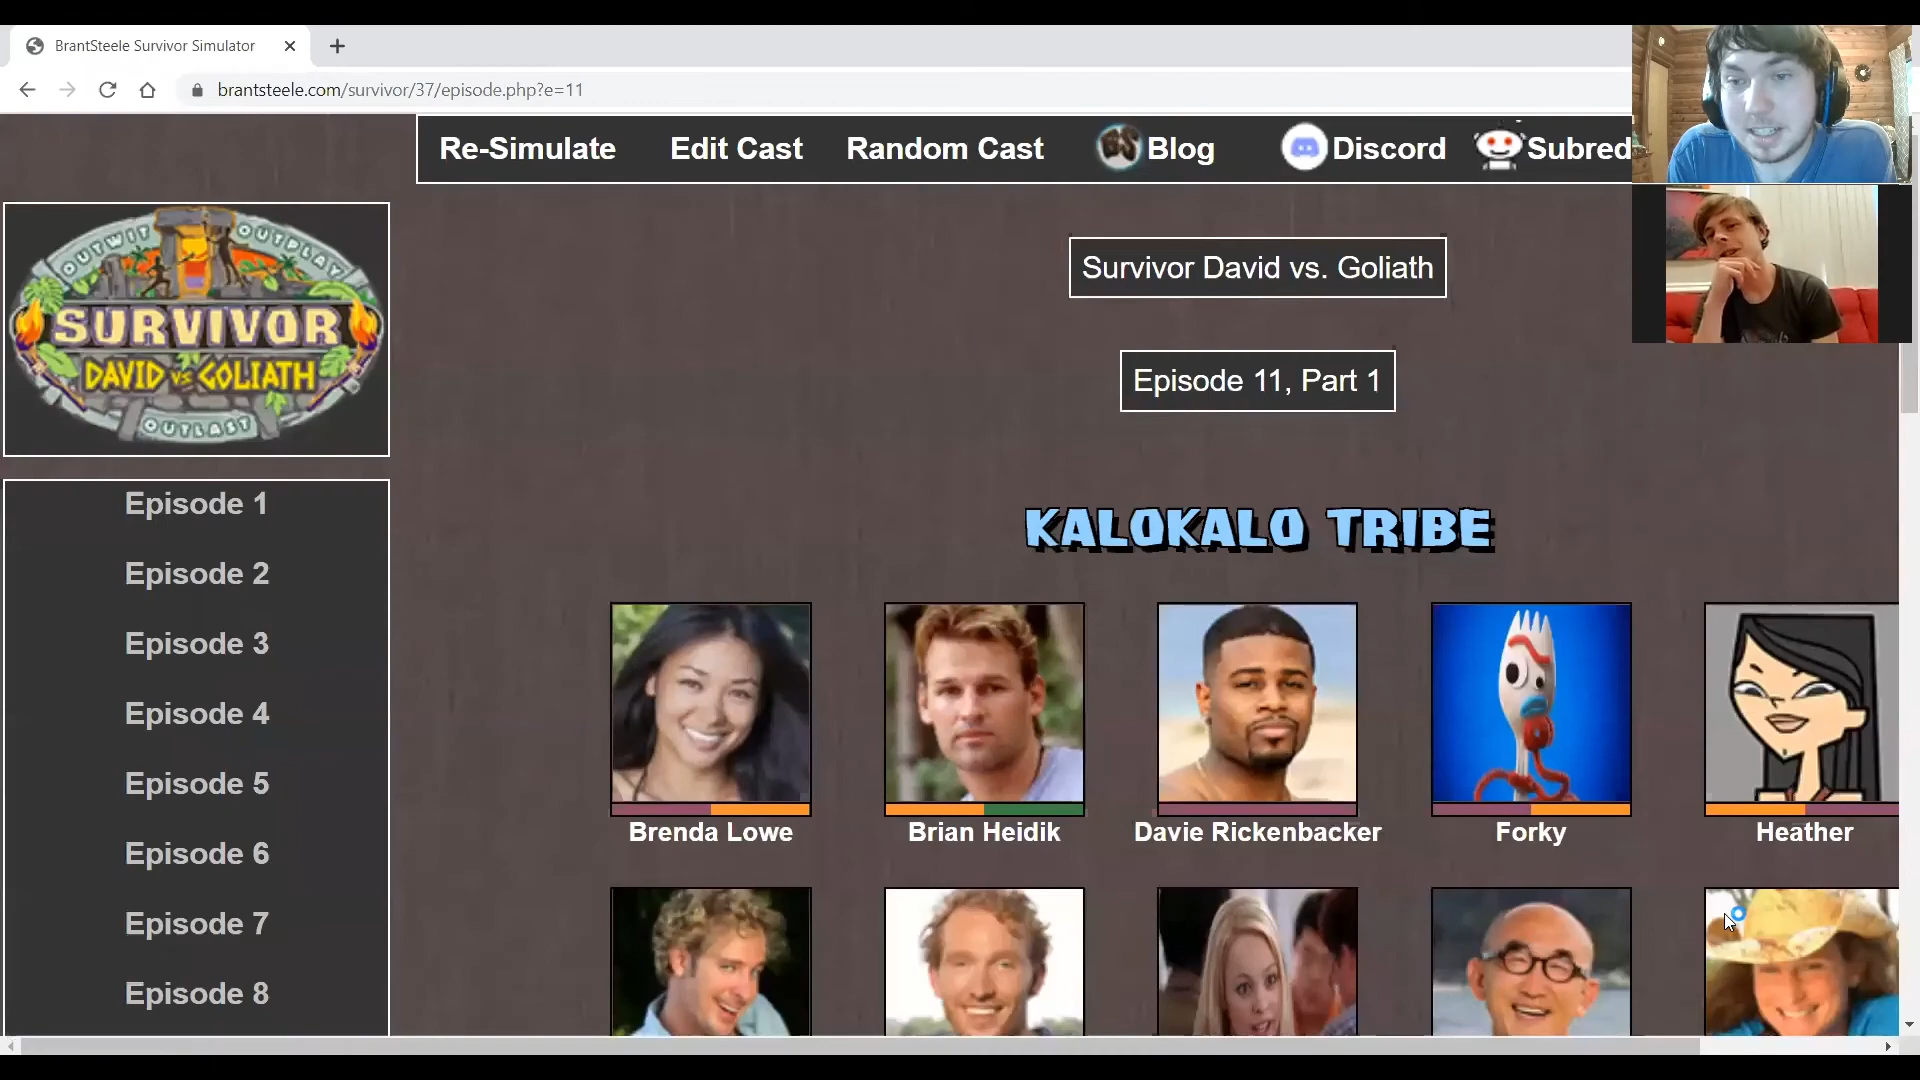 BrantSteele Survivor Simulator
brantsteele.com/survivor/37/episode.php?e=11
Re-Simulate Edit Cast Random Cast BS Blog Discord Subred
OUTWIT OUTPLAY
SURVIVOR
DAVID vs GOLIATH
OUTLAST
Survivor David vs. Goliath
Episode 11, Part 1
KALOKALO TRIBE
Episode 1
Episode 2
Episode 3
Episode 4
Episode 5
Episode 6
Episode 7
Episode 8
Brenda Lowe Brian Heidik Davie Rickenbacker Forky Heather